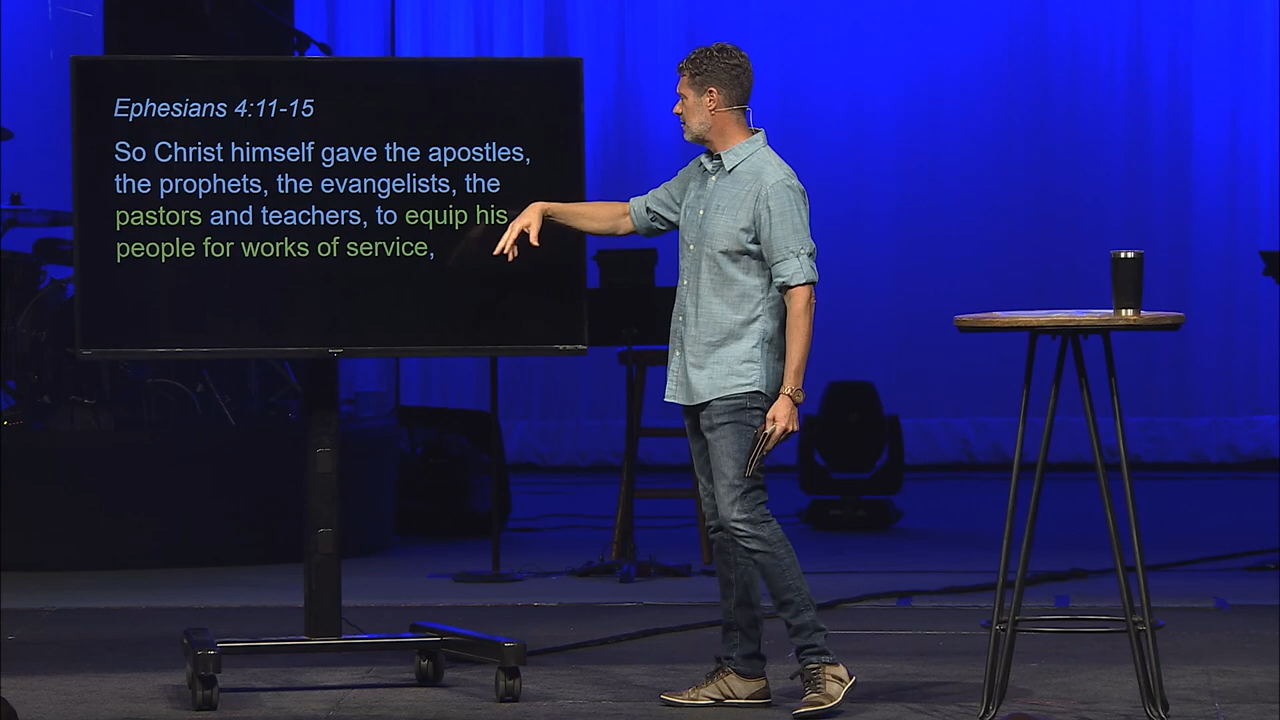 Ephesians 4:11-15
So Christ himself gave the apostles,
the prophets, the evangelists, the
pastors and teachers, to equip his
people for works of service,